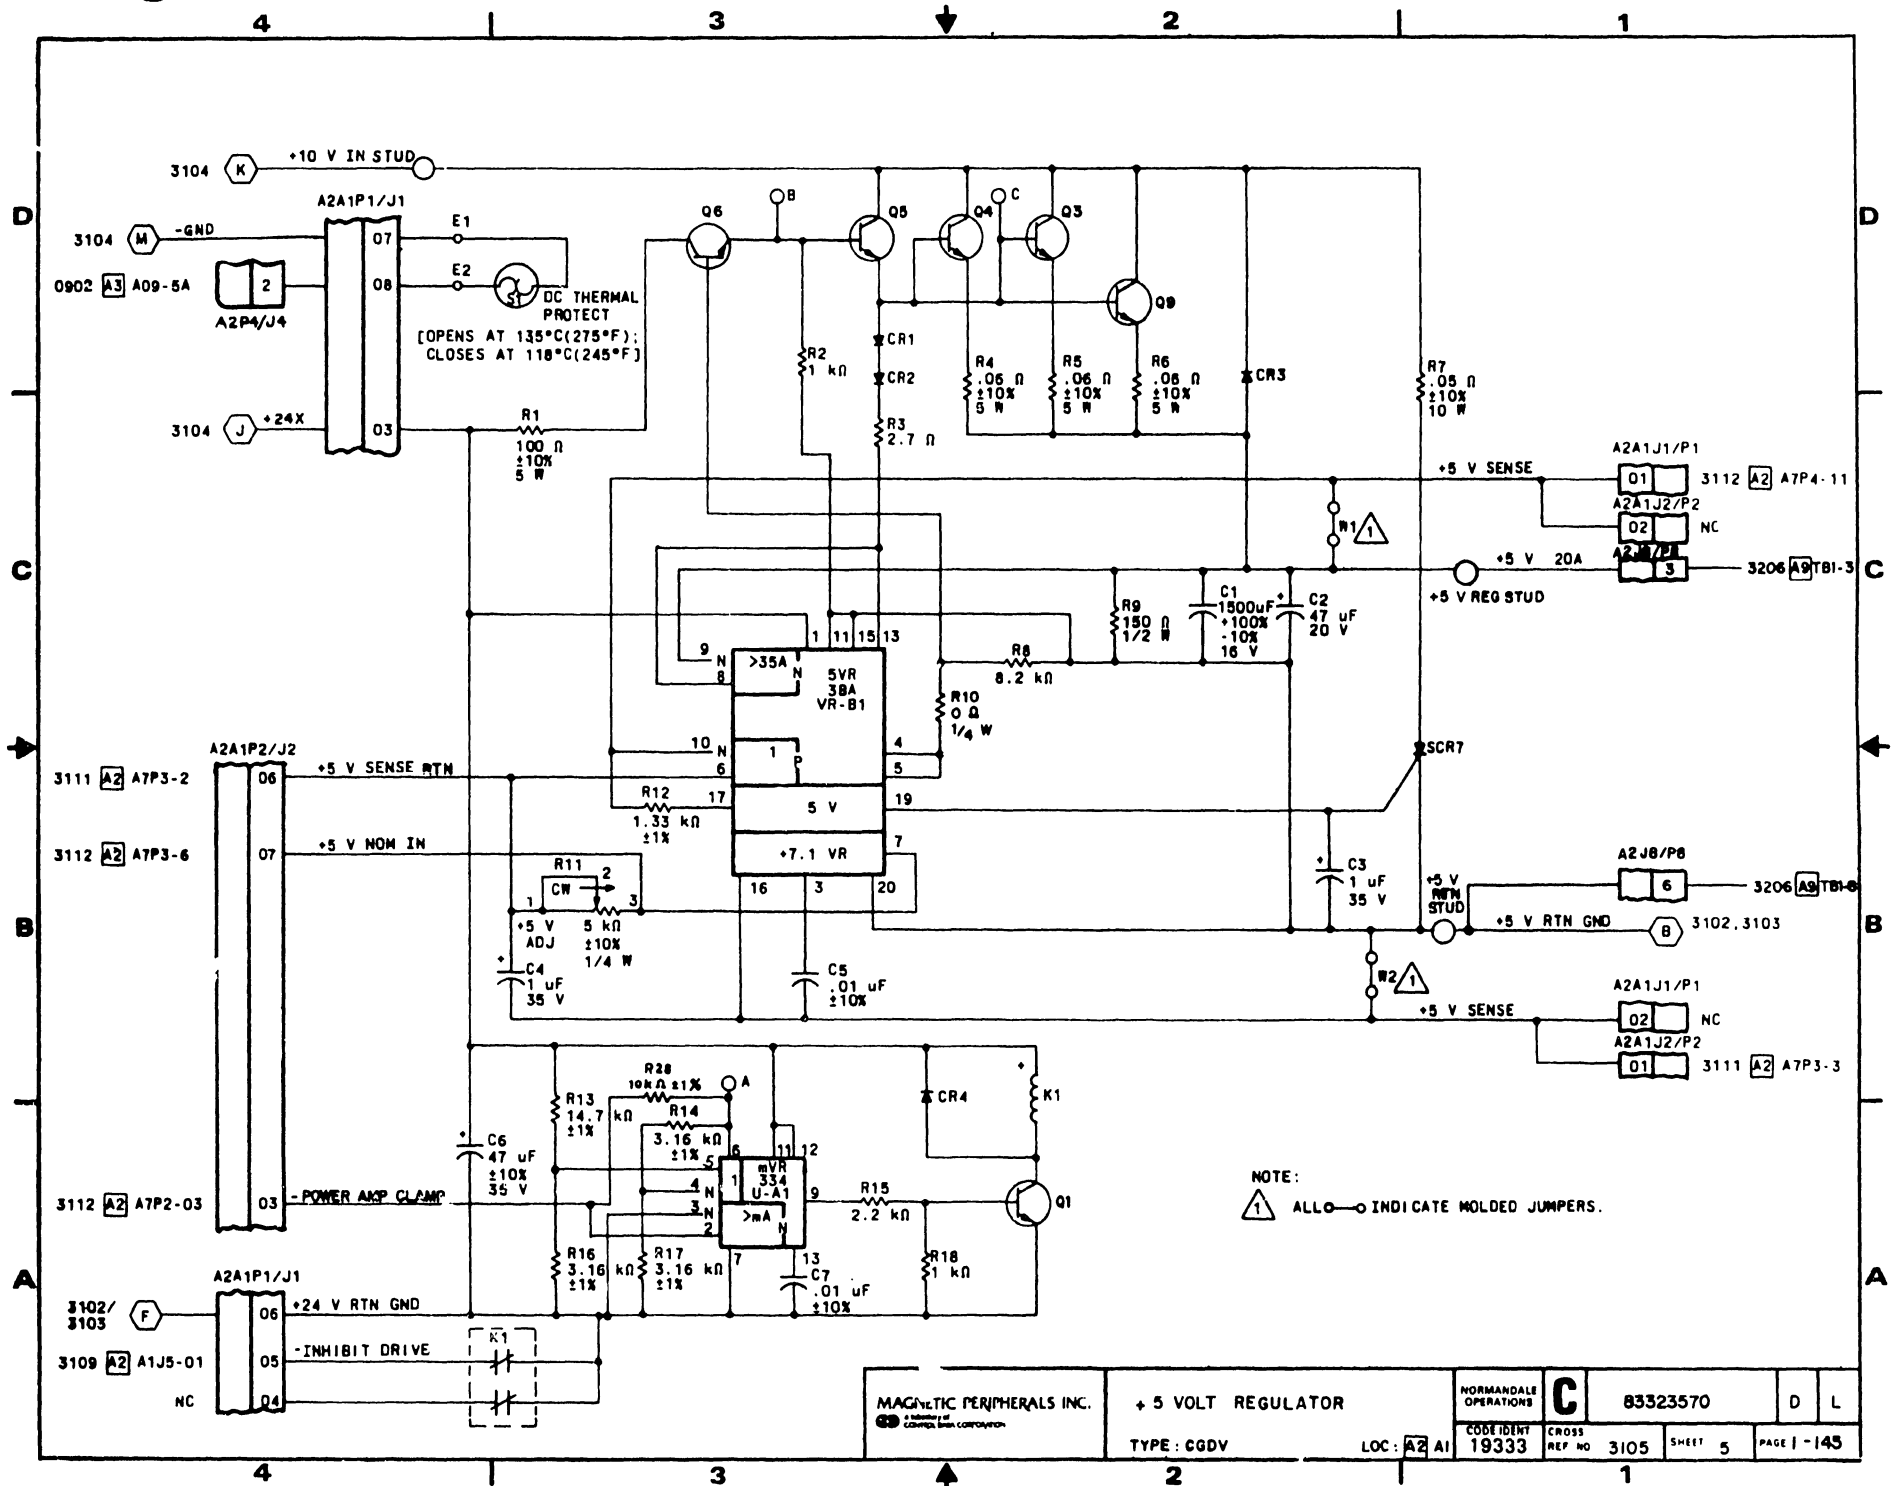 4 3 2 1
3104 K +10 V IN STUD
A2A1P1/J1
D
D
3104 M -GND
07
E1
0902 A3 A09-5A
2
A2P4/J4
08
E2
S1
DC THERMAL
PROTECT
[OPENS AT 135°C(275°F);
CLOSES AT 118°C(245°F)]
3104 J +24X
03
R1
100 Ω
±10%
5 W
Q6
B
Q5
Q4
C
Q3
Q9
R2
1 kΩ
CR1
CR2
R3
2.7 Ω
R4
.06 Ω
±10%
5 W
R5
.06 Ω
±10%
5 W
R6
.06 Ω
±10%
5 W
CR3
R7
.05 Ω
±10%
10 W
+5 V SENSE
A2A1J1/P1
01
3112 A2 A7P4-11
A2A1J2/P2
02
NC
W1
1
C
C
+5 V 20A
3
3206 A9 TB1-3
+5 V REG STUD
R9
150 Ω
1/2 W
C1
1500uF
+100%
-10%
16 V
+
C2
47 uF
20 V
1 11 15 13
9 N
8
>35A
N
5VR
3BA
VR-B1
R8
8.2 kΩ
R10
0 Ω
1/4 W
10 N
6
1
P
4
5
17
5 V
19
+7.1 VR
7
16 3 20
SCR7
A2A1P2/J2
3111 A2 A7P3-2
06
+5 V SENSE RTN
R12
1.33 kΩ
±1%
3112 A2 A7P3-6
07
+5 V NOM IN
R11
2
CW
1
3
+5 V
ADJ
5 kΩ
±10%
1/4 W
+
C4
1 uF
35 V
C5
.01 uF
±10%
+
C3
1 uF
35 V
+5 V
RTN
STUD
A2J6/P6
6
3206 A9
B
B
+5 V RTN GND
B
3102,3103
W2
1
+5 V SENSE
A2A1J1/P1
02
NC
A2A1J2/P2
01
3111 A2 A7P3-3
R28
10kΩ ±1%
A
R13
14.7 kΩ
±1%
R14
3.16 kΩ
±1%
CR4
+
K1
+
C6
47 uF
±10%
35 V
6 11 12
5
4 N
3 N
2
1
mVR
334
U-A1
>mA
N
9
7
13
R15
2.2 kΩ
Q1
3112 A2 A7P2-03
03
-POWER AMP CLAMP
R16
3.16 kΩ
±1%
R17
3.16 kΩ
±1%
C7
.01 uF
±10%
R18
1 kΩ
NOTE:
1 ALL INDICATE MOLDED JUMPERS.
A
A
A2A1P1/J1
3102/
3103
F
06
+24 V RTN GND
3109 A2 A1J5-01
05
-INHIBIT DRIVE
K1
NC
04
MAGNETIC PERIPHERALS INC.
a subsidiary of
CONTROL DATA CORPORATION
+ 5 VOLT REGULATOR
TYPE: CGDV
LOC: A2 A1
NORMANDALE
OPERATIONS
C
83323570
D
L
CODE IDENT
19333
CROSS
REF NO
3105
SHEET 5
PAGE 1-145
4 3 2 1